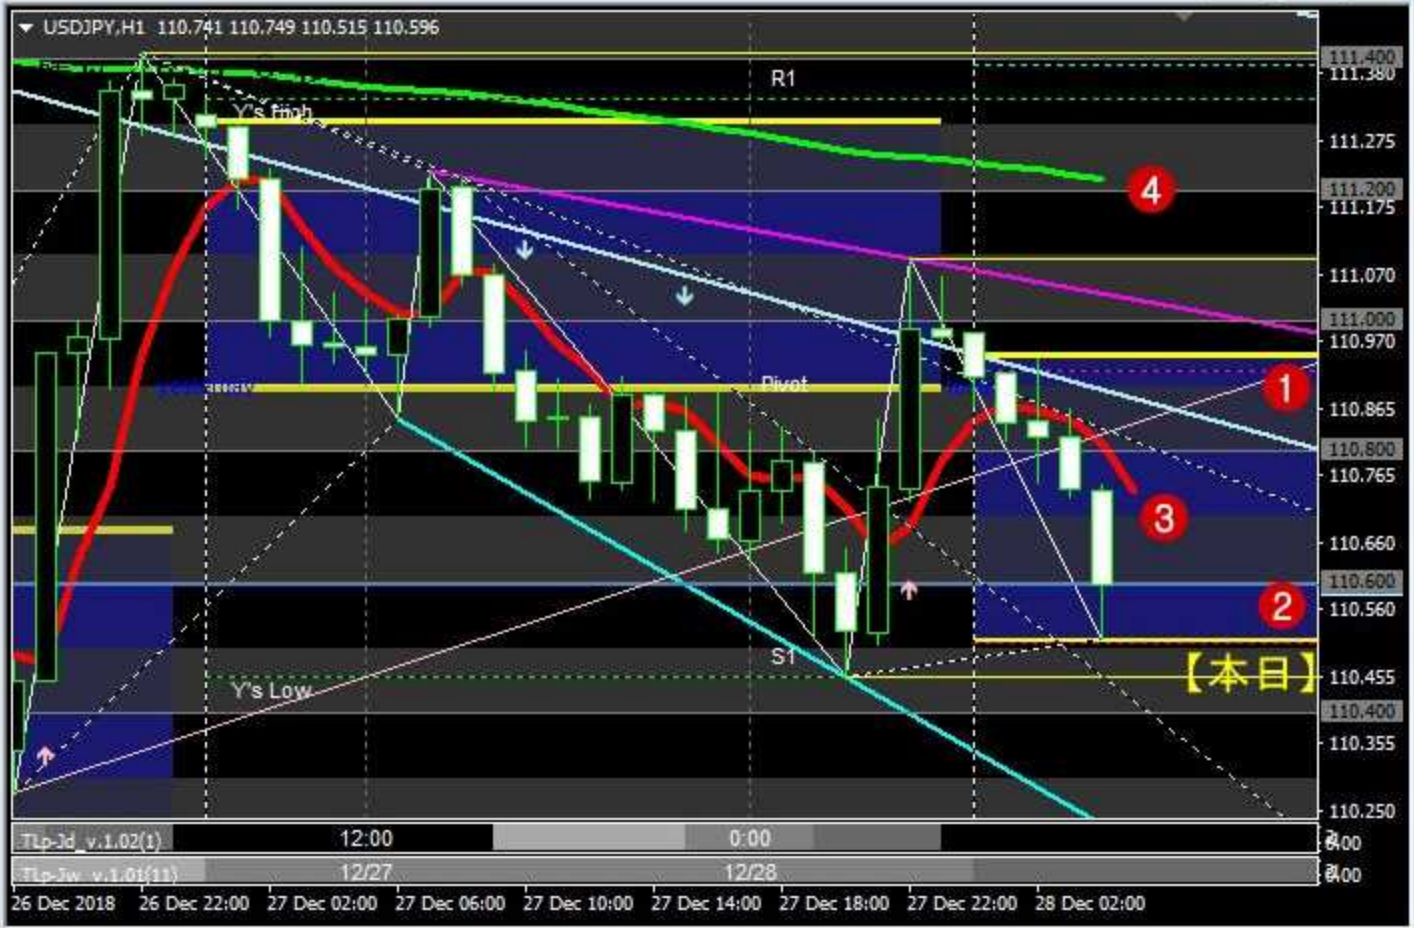 USDJPY,H1 110.741 110.749 110.515 110.596
111.400
111.380
R1
Y's High
111.275
111.200
111.175
4
111.070
111.000
110.970
Pivot
1
110.865
110.800
110.765
3
110.660
110.600
110.560
2
S1
【本日】
110.455
Y's Low
110.400
110.355
110.250
TLp-Jd_v.1.02(1)
12:00
0:00
TLp-Jw_v.1.01(11)
12/27
12/28
26 Dec 2018
26 Dec 22:00
27 Dec 02:00
27 Dec 06:00
27 Dec 10:00
27 Dec 14:00
27 Dec 18:00
27 Dec 22:00
28 Dec 02:00